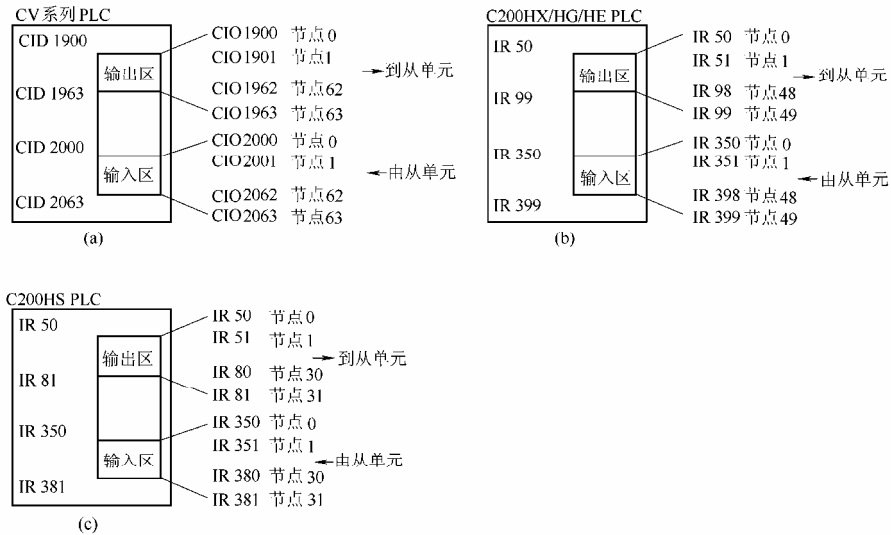 CV系列PLC
CID 1900
CID 1963
CID 2000
CID 2063
输出区
输入区
CIO1900 节点0
CIO1901 节点1
CIO1962 节点62
CIO1963 节点63
CIO2000 节点0
CIO2001 节点1
CIO2062 节点62
CIO2063 节点63
到从单元
由从单元
(a)
C200HX/HG/HE PLC
IR 50
IR 99
IR 350
IR 399
输出区
输入区
IR 50 节点0
IR 51 节点1
IR 98 节点48
IR 99 节点49
IR 350 节点0
IR 351 节点1
IR 398 节点48
IR 399 节点49
到从单元
由从单元
(b)
C200HS PLC
IR 50
IR 81
IR 350
IR 381
输出区
输入区
IR 50 节点0
IR 51 节点1
IR 80 节点30
IR 81 节点31
IR 350 节点0
IR 351 节点1
IR 380 节点30
IR 381 节点31
到从单元
由从单元
(c)